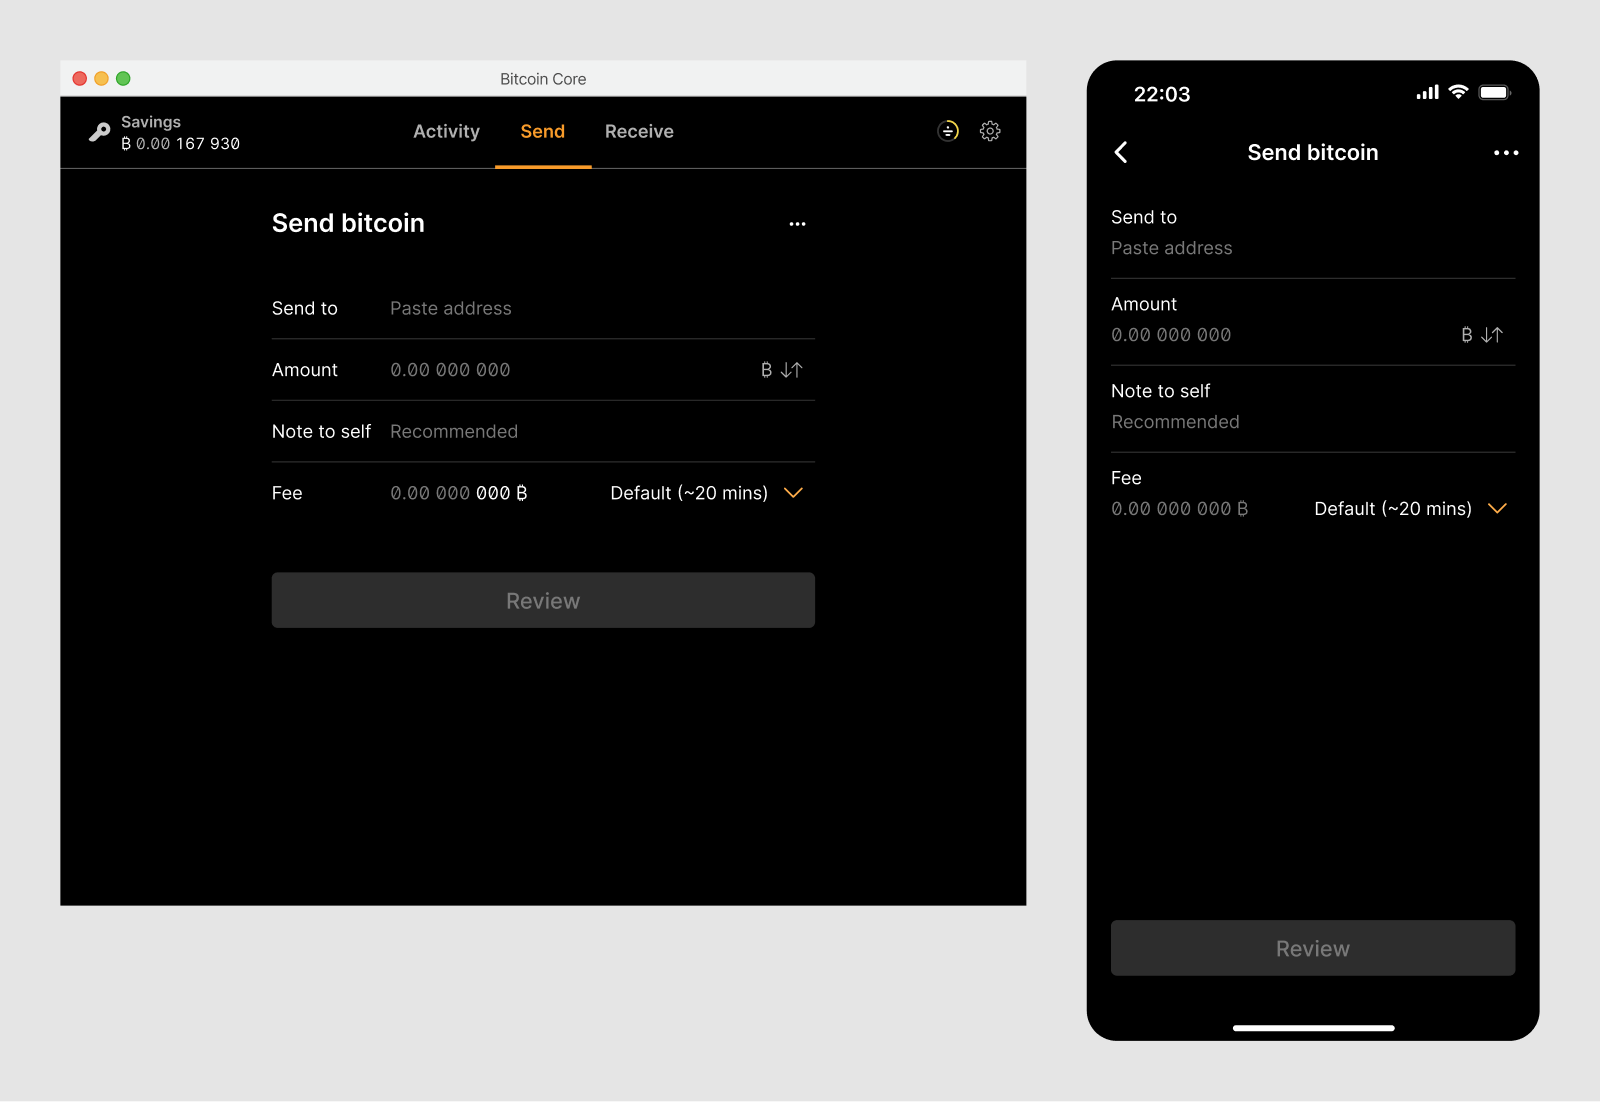 Bitcoin Core
Savings
₿ 0.00 167 930
Activity
Send
Receive
Send bitcoin
Send to
Paste address
Amount
0.00 000 000
₿
Note to self
Recommended
Fee
0.00 000 000 ₿
Default (~20 mins)
Review
22:03
Send bitcoin
Send to
Paste address
Amount
0.00 000 000
₿
Note to self
Recommended
Fee
0.00 000 000 ₿
Default (~20 mins)
Review